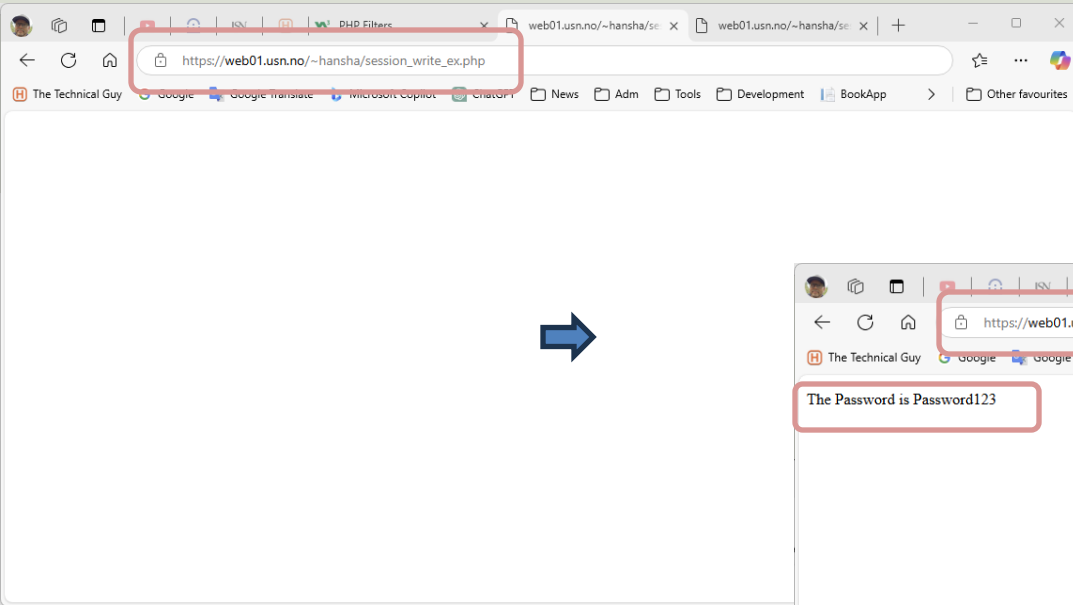 PHP Filters
web01.usn.no/~hansha/se
web01.usn.no/~hansha/se
https://web01.usn.no/~hansha/session_write_ex.php
The Technical Guy Google Google Translate Microsoft Copilot ChatGPT News Adm Tools Development BookApp Other favourites
https://web01.u
The Technical Guy Google Google
The Password is Password123